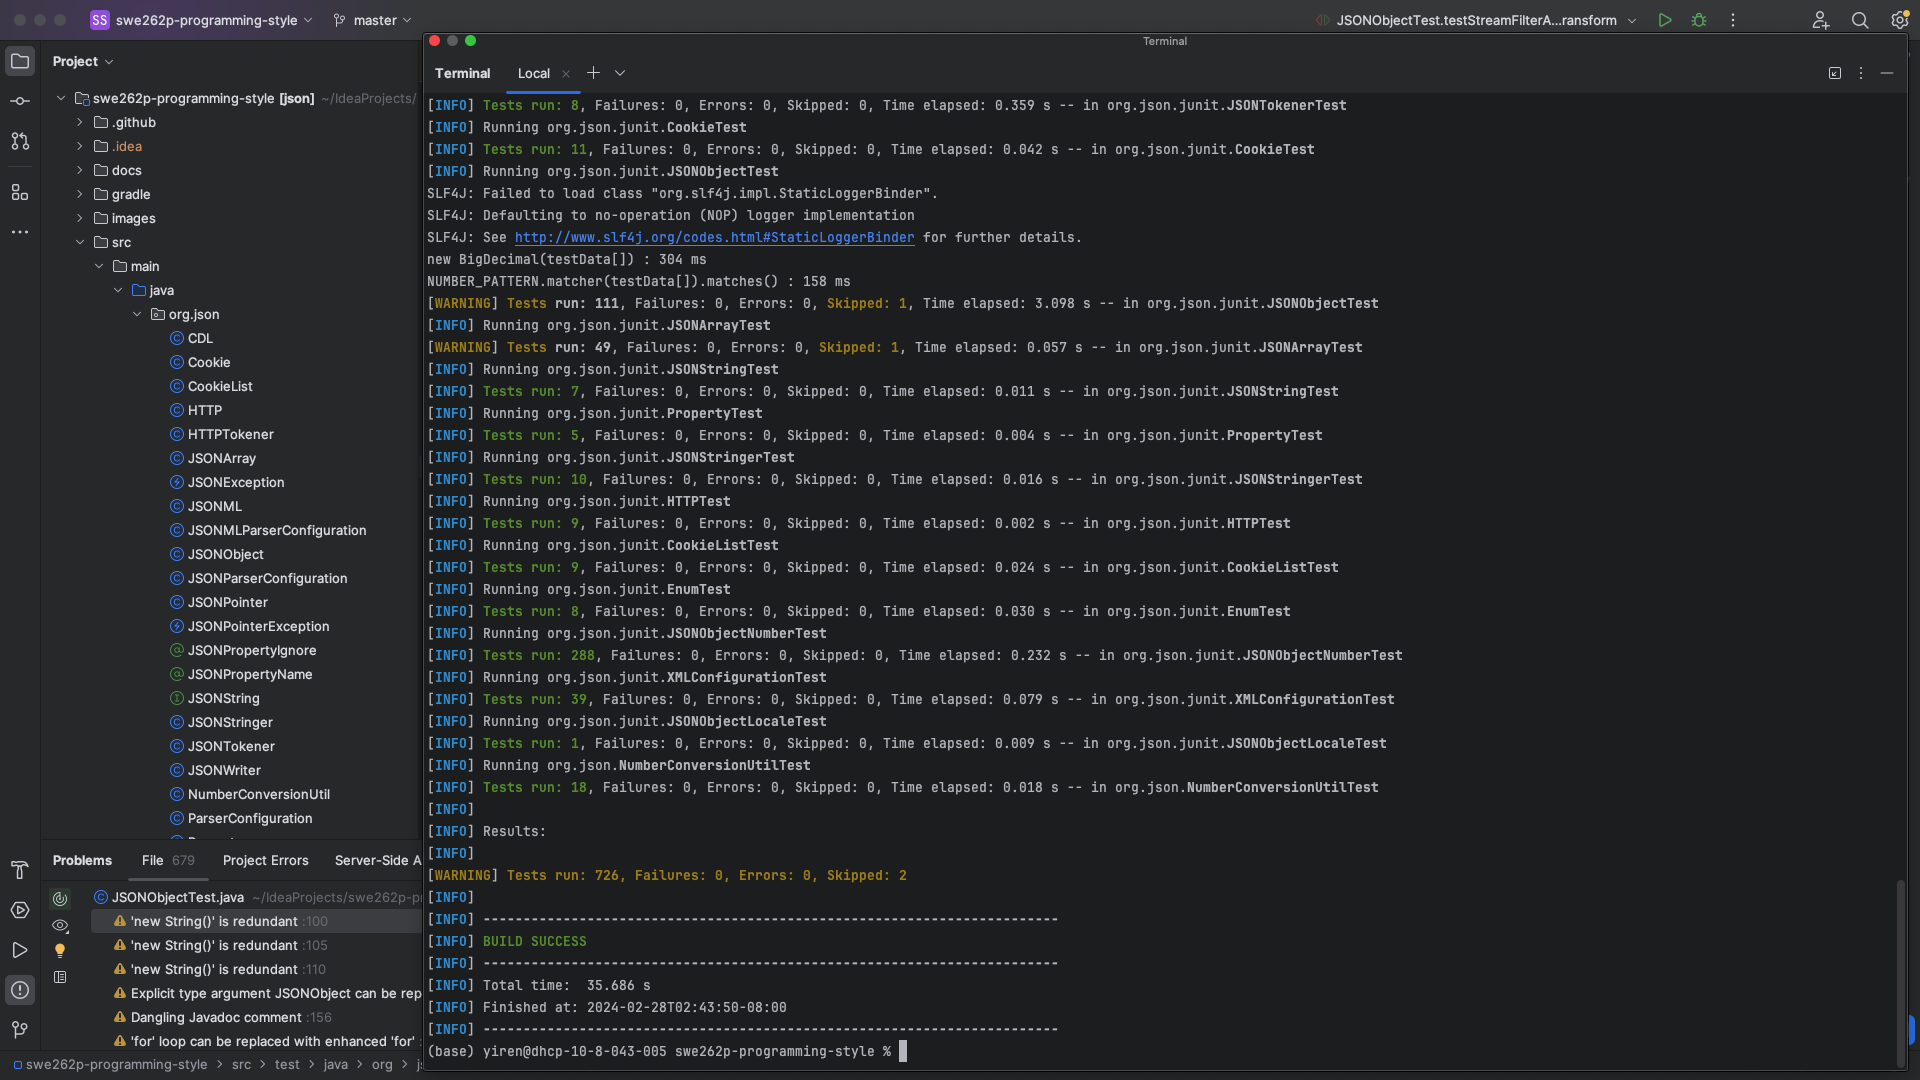 SS swe262p-programming-style master JSONObjectTest.testStreamFilterA...ransform
Project
swe262p-programming-style [json] ~/IdeaProjects/
.github
.idea
docs
gradle
images
src
main
java
org.json
CDL
Cookie
CookieList
HTTP
HTTPTokener
JSONArray
JSONException
JSONML
JSONMLParserConfiguration
JSONObject
JSONParserConfiguration
JSONPointer
JSONPointerException
JSONPropertyIgnore
JSONPropertyName
JSONString
JSONStringer
JSONTokener
JSONWriter
NumberConversionUtil
ParserConfiguration
Problems File 679 Project Errors Server-Side A
JSONObjectTest.java ~/IdeaProjects/swe262p-pr
'new String()' is redundant :100
'new String()' is redundant :105
'new String()' is redundant :110
Explicit type argument JSONObject can be rep
Dangling Javadoc comment :156
'for' loop can be replaced with enhanced 'for' :
swe262p-programming-style > src > test > java > org > js
Terminal
Terminal Local
[INFO] Tests run: 8, Failures: 0, Errors: 0, Skipped: 0, Time elapsed: 0.359 s -- in org.json.junit.JSONTokenerTest
[INFO] Running org.json.junit.CookieTest
[INFO] Tests run: 11, Failures: 0, Errors: 0, Skipped: 0, Time elapsed: 0.042 s -- in org.json.junit.CookieTest
[INFO] Running org.json.junit.JSONObjectTest
SLF4J: Failed to load class "org.slf4j.impl.StaticLoggerBinder".
SLF4J: Defaulting to no-operation (NOP) logger implementation
SLF4J: See http://www.slf4j.org/codes.html#StaticLoggerBinder for further details.
new BigDecimal(testData[]) : 304 ms
NUMBER_PATTERN.matcher(testData[]).matches() : 158 ms
[WARNING] Tests run: 111, Failures: 0, Errors: 0, Skipped: 1, Time elapsed: 3.098 s -- in org.json.junit.JSONObjectTest
[INFO] Running org.json.junit.JSONArrayTest
[WARNING] Tests run: 49, Failures: 0, Errors: 0, Skipped: 1, Time elapsed: 0.057 s -- in org.json.junit.JSONArrayTest
[INFO] Running org.json.junit.JSONStringTest
[INFO] Tests run: 7, Failures: 0, Errors: 0, Skipped: 0, Time elapsed: 0.011 s -- in org.json.junit.JSONStringTest
[INFO] Running org.json.junit.PropertyTest
[INFO] Tests run: 5, Failures: 0, Errors: 0, Skipped: 0, Time elapsed: 0.004 s -- in org.json.junit.PropertyTest
[INFO] Running org.json.junit.JSONStringerTest
[INFO] Tests run: 10, Failures: 0, Errors: 0, Skipped: 0, Time elapsed: 0.016 s -- in org.json.junit.JSONStringerTest
[INFO] Running org.json.junit.HTTPTest
[INFO] Tests run: 9, Failures: 0, Errors: 0, Skipped: 0, Time elapsed: 0.002 s -- in org.json.junit.HTTPTest
[INFO] Running org.json.junit.CookieListTest
[INFO] Tests run: 9, Failures: 0, Errors: 0, Skipped: 0, Time elapsed: 0.024 s -- in org.json.junit.CookieListTest
[INFO] Running org.json.junit.EnumTest
[INFO] Tests run: 8, Failures: 0, Errors: 0, Skipped: 0, Time elapsed: 0.030 s -- in org.json.junit.EnumTest
[INFO] Running org.json.junit.JSONObjectNumberTest
[INFO] Tests run: 288, Failures: 0, Errors: 0, Skipped: 0, Time elapsed: 0.232 s -- in org.json.junit.JSONObjectNumberTest
[INFO] Running org.json.junit.XMLConfigurationTest
[INFO] Tests run: 39, Failures: 0, Errors: 0, Skipped: 0, Time elapsed: 0.079 s -- in org.json.junit.XMLConfigurationTest
[INFO] Running org.json.junit.JSONObjectLocaleTest
[INFO] Tests run: 1, Failures: 0, Errors: 0, Skipped: 0, Time elapsed: 0.009 s -- in org.json.junit.JSONObjectLocaleTest
[INFO] Running org.json.NumberConversionUtilTest
[INFO] Tests run: 18, Failures: 0, Errors: 0, Skipped: 0, Time elapsed: 0.018 s -- in org.json.NumberConversionUtilTest
[INFO]
[INFO] Results:
[INFO]
[WARNING] Tests run: 726, Failures: 0, Errors: 0, Skipped: 2
[INFO]
[INFO] ------------------------------------------------------------------------
[INFO] BUILD SUCCESS
[INFO] ------------------------------------------------------------------------
[INFO] Total time:  35.686 s
[INFO] Finished at: 2024-02-28T02:43:50-08:00
[INFO] ------------------------------------------------------------------------
(base) yiren@dhcp-10-8-043-005 swe262p-programming-style %